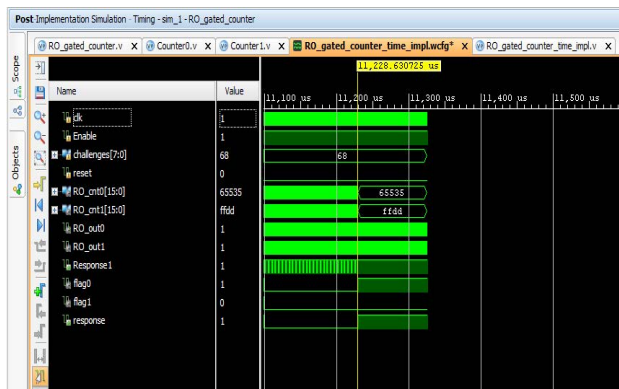 Post-Implementation Simulation - Timing - sim_1 - RO_gated_counter
RO_gated_counter.v X Counter0.v X Counter1.v X RO_gated_counter_time_impl.wcfg* X RO_gated_counter_time_impl.v X
Scope
Objects
11,228.630725 us
Name Value
11,100 us 11,200 us 11,300 us 11,400 us 11,500 us
clk 1
Enable 1
challenges[7:0] 68 68
reset 0
RO_cnt0[15:0] 65535 65535
RO_cnt1[15:0] ffdd ffdd
RO_out0 1
RO_out1 1
Response1 1
flag0 1
flag1 0
response 1